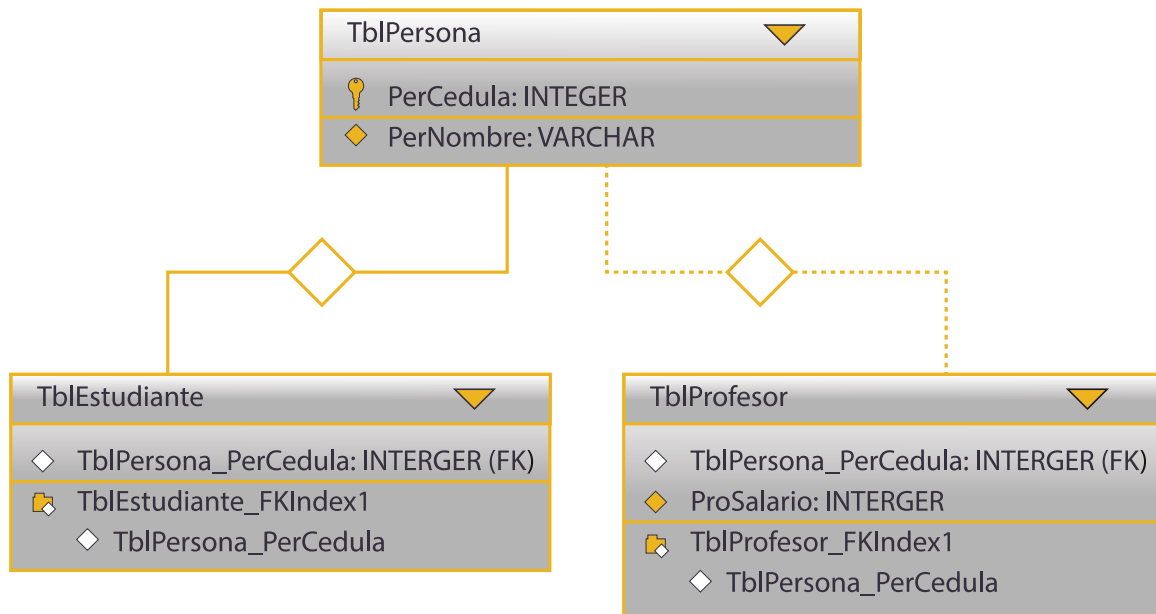 TblPersona
PerCedula: INTEGER
PerNombre: VARCHAR
TblEstudiante
TblPersona_PerCedula: INTERGER (FK)
TblEstudiante_FKIndex1
TblPersona_PerCedula
TblProfesor
TblPersona_PerCedula: INTERGER (FK)
ProSalario: INTERGER
TblProfesor_FKIndex1
TblPersona_PerCedula